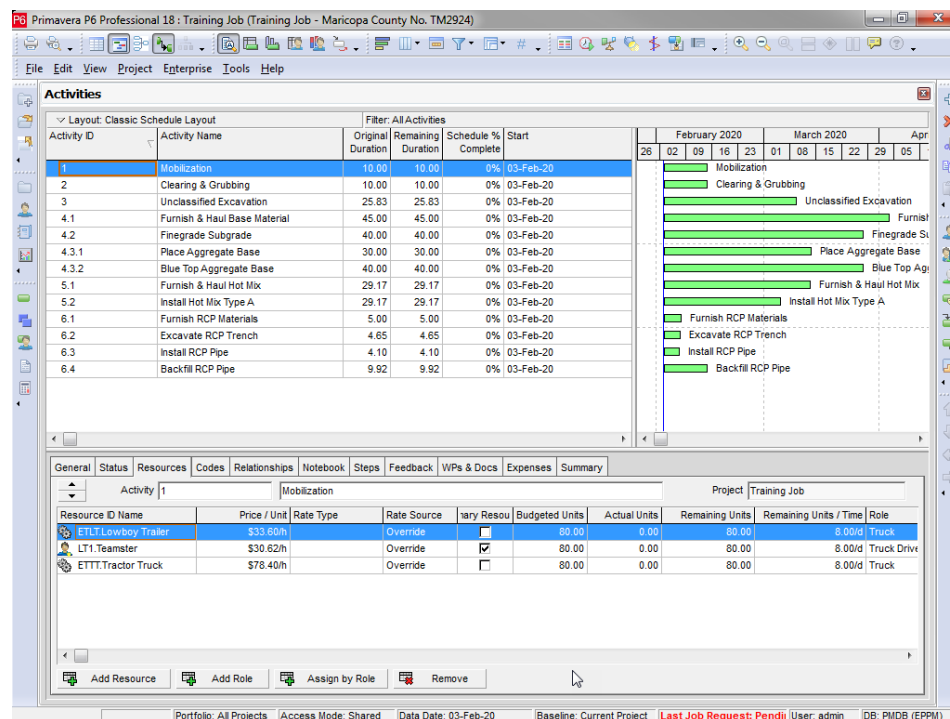 P6 Primavera P6 Professional 18 : Training Job (Training Job - Maricopa County No. TM2924)
File Edit View Project Enterprise Tools Help
Activities
Layout: Classic Schedule Layout Filter: All Activities
Activity ID Activity Name Original Duration Remaining Duration Schedule % Complete Start February 2020 March 2020 Apr
26 02 09 16 23 01 08 15 22 29 05
1 Mobilization 10.00 10.00 0% 03-Feb-20 Mobilization
2 Clearing & Grubbing 10.00 10.00 0% 03-Feb-20 Clearing & Grubbing
3 Unclassified Excavation 25.83 25.83 0% 03-Feb-20 Unclassified Excavation
4.1 Furnish & Haul Base Material 45.00 45.00 0% 03-Feb-20 Furnish
4.2 Finegrade Subgrade 40.00 40.00 0% 03-Feb-20 Finegrade Su
4.3.1 Place Aggregate Base 30.00 30.00 0% 03-Feb-20 Place Aggregate Base
4.3.2 Blue Top Aggregate Base 40.00 40.00 0% 03-Feb-20 Blue Top Agg
5.1 Furnish & Haul Hot Mix 29.17 29.17 0% 03-Feb-20 Furnish & Haul Hot Mix
5.2 Install Hot Mix Type A 29.17 29.17 0% 03-Feb-20 Install Hot Mix Type A
6.1 Furnish RCP Materials 5.00 5.00 0% 03-Feb-20 Furnish RCP Materials
6.2 Excavate RCP Trench 4.65 4.65 0% 03-Feb-20 Excavate RCP Trench
6.3 Install RCP Pipe 4.10 4.10 0% 03-Feb-20 Install RCP Pipe
6.4 Backfill RCP Pipe 9.92 9.92 0% 03-Feb-20 Backfill RCP Pipe
General Status Resources Codes Relationships Notebook Steps Feedback WPs & Docs Expenses Summary
Activity 1 Mobilization Project Training Job
Resource ID Name Price / Unit Rate Type Rate Source nary Resou Budgeted Units Actual Units Remaining Units Remaining Units / Time Role
ETLT.Lowboy Trailer $33.60/h Override 80.00 0.00 80.00 8.00/d Truck
LT1.Teamster $30.62/h Override 80.00 0.00 80.00 8.00/d Truck Drive
ETTT.Tractor Truck $78.40/h Override 80.00 0.00 80.00 8.00/d Truck
Add Resource Add Role Assign by Role Remove
Portfolio: All Projects Access Mode: Shared Data Date: 03-Feb-20 Baseline: Current Project Last Job Request: Pendi User: admin DB: PMDB (EPPM)